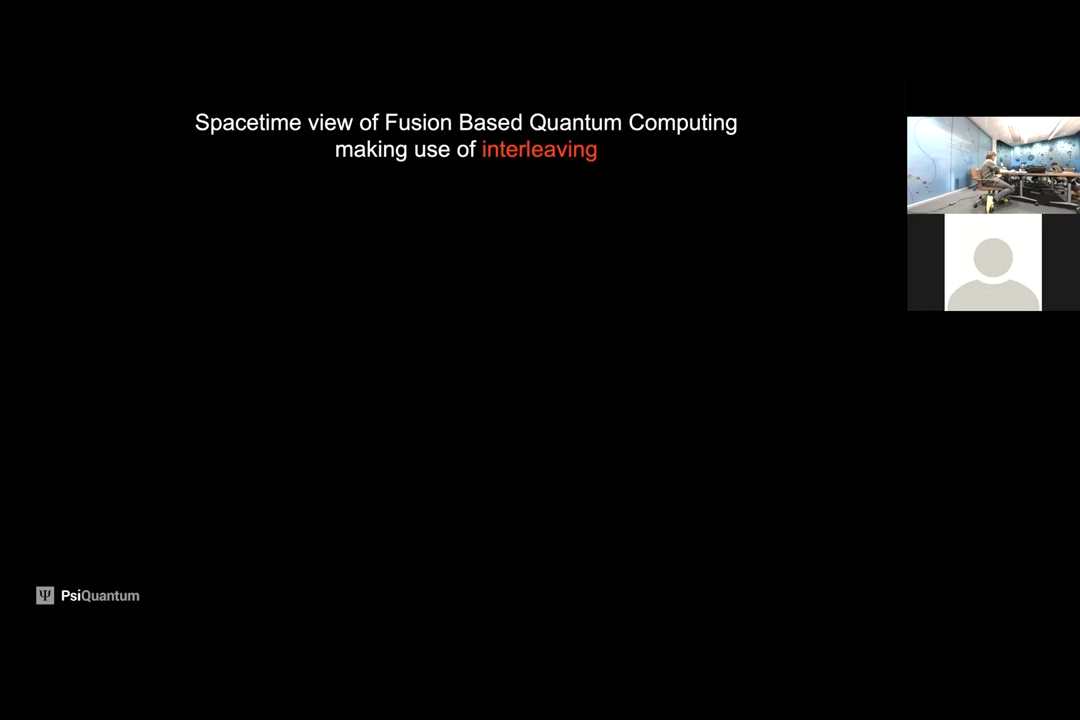 Spacetime view of Fusion Based Quantum Computing
making use of interleaving
Ψ PsiQuantum